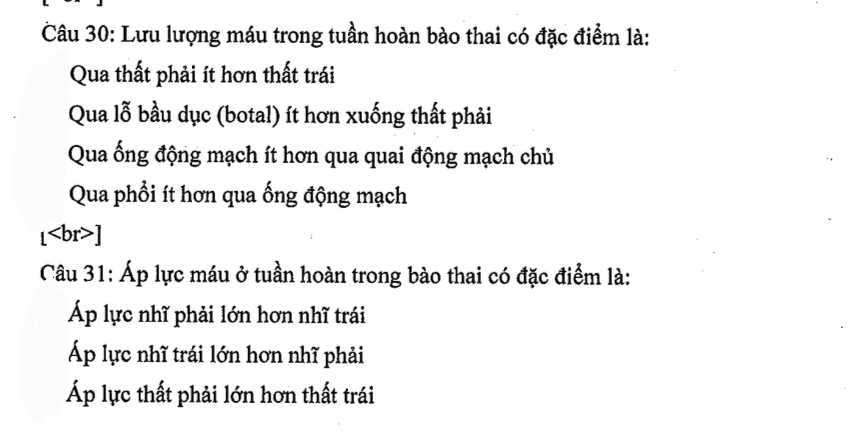 Câu 30: Lưu lượng máu trong tuần hoàn bào thai có đặc điểm là:
Qua thất phải ít hơn thất trái
Qua lỗ bầu dục (botal) ít hơn xuống thất phải
Qua ống động mạch ít hơn qua quai động mạch chủ
Qua phổi ít hơn qua ống động mạch
[<br>]
Câu 31: Áp lực máu ở tuần hoàn trong bào thai có đặc điểm là:
Áp lực nhĩ phải lớn hơn nhĩ trái
Áp lực nhĩ trái lớn hơn nhĩ phải
Áp lực thất phải lớn hơn thất trái